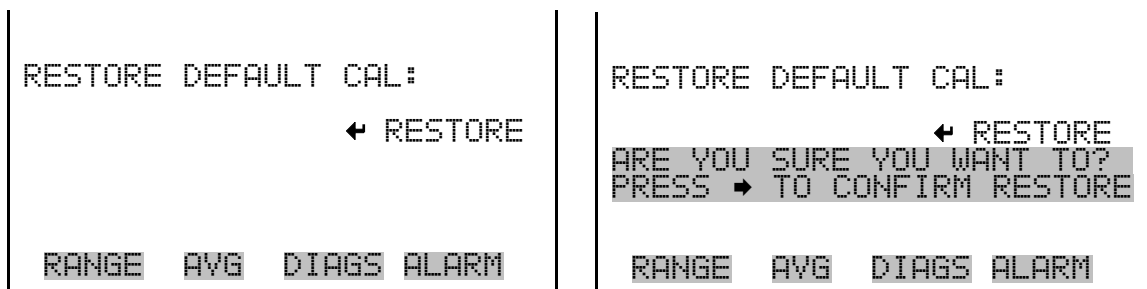 RESTORE DEFAULT CAL:
↵ RESTORE
RANGE AVG DIAGS ALARM
RESTORE DEFAULT CAL:
↵ RESTORE
ARE YOU SURE YOU WANT TO?
PRESS → TO CONFIRM RESTORE
RANGE AVG DIAGS ALARM